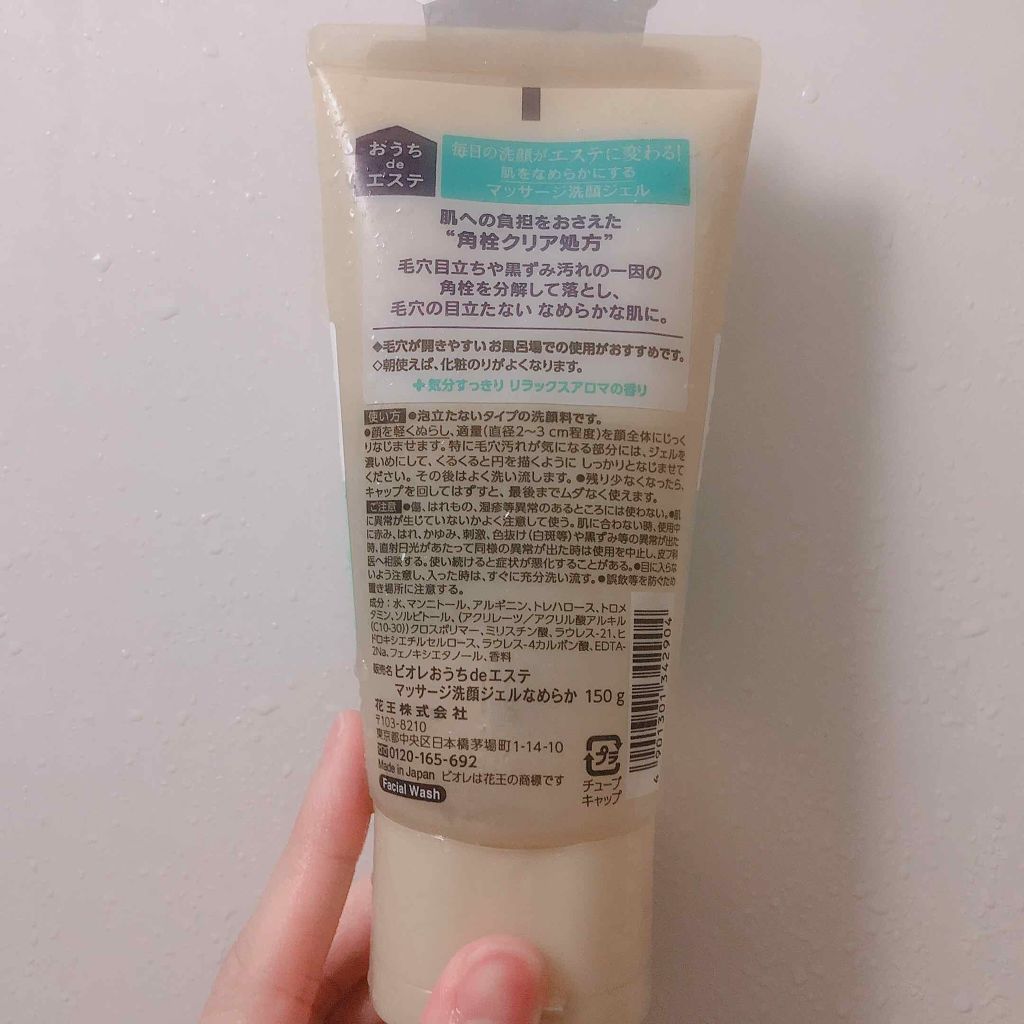 おうち
de
エステ
毎日の洗顔がエステに変わる!
肌をなめらかにする
マッサージ洗顔ジェル
肌への負担をおさえた
“角栓クリア処方”
毛穴目立ちや黒ずみ汚れの一因の
角栓を分解して落とし、
毛穴の目立たない なめらかな肌に。
◆毛穴が開きやすいお風呂場での使用がおすすめです。
◇朝使えば、化粧のりがよくなります。
✚気分すっきり リラックスアロマの香り
使い方 ●泡立たないタイプの洗顔料です。
●顔を軽くぬらし、適量(直径2〜3 cm程度)を顔全体にじっく
りなじませます。特に毛穴汚れが気になる部分には、ジェルを
濃いめにして、くるくると円を描くように しっかりとなじませて
ください。その後はよく洗い流します。●残り少なくなったら、
キャップを回してはずすと、最後までムダなく使えます。
ご注意 ●傷、はれもの、湿疹等異常のあるところには使わない。●肌
に異常が生じていないかよく注意して使う。肌に合わない時、使用中
に赤み、はれ、かゆみ、刺激、色抜け(白斑等)や黒ずみ等の異常が出た
時、直射日光があたって同様の異常が出た時は使用を中止し、皮フ科
医へ相談する。使い続けると症状が悪化することがある。●目に入らな
いよう注意し、入った時は、すぐに充分洗い流す。●誤飲等を防ぐため
置き場所に注意する。
成分:水、マンニトール、アルギニン、トレハロース、トロメ
タミン、ソルビトール、(アクリレーツ/アクリル酸アルキル
(C10-30))クロスポリマー、ミリスチン酸、ラウレス-21、ヒ
ドロキシエチルセルロース、ラウレス-4カルボン酸、EDTA-
2Na、フェノキシエタノール、香料
販売名 ビオレおうちdeエステ
マッサージ洗顔ジェルなめらか 150 g
花王株式会社
〒103-8210
東京都中央区日本橋茅場町1-14-10
0120-165-692
Made in Japan ビオレは花王の商標です
Facial Wash
プラ
チューブ
キャップ
4 901301 342904